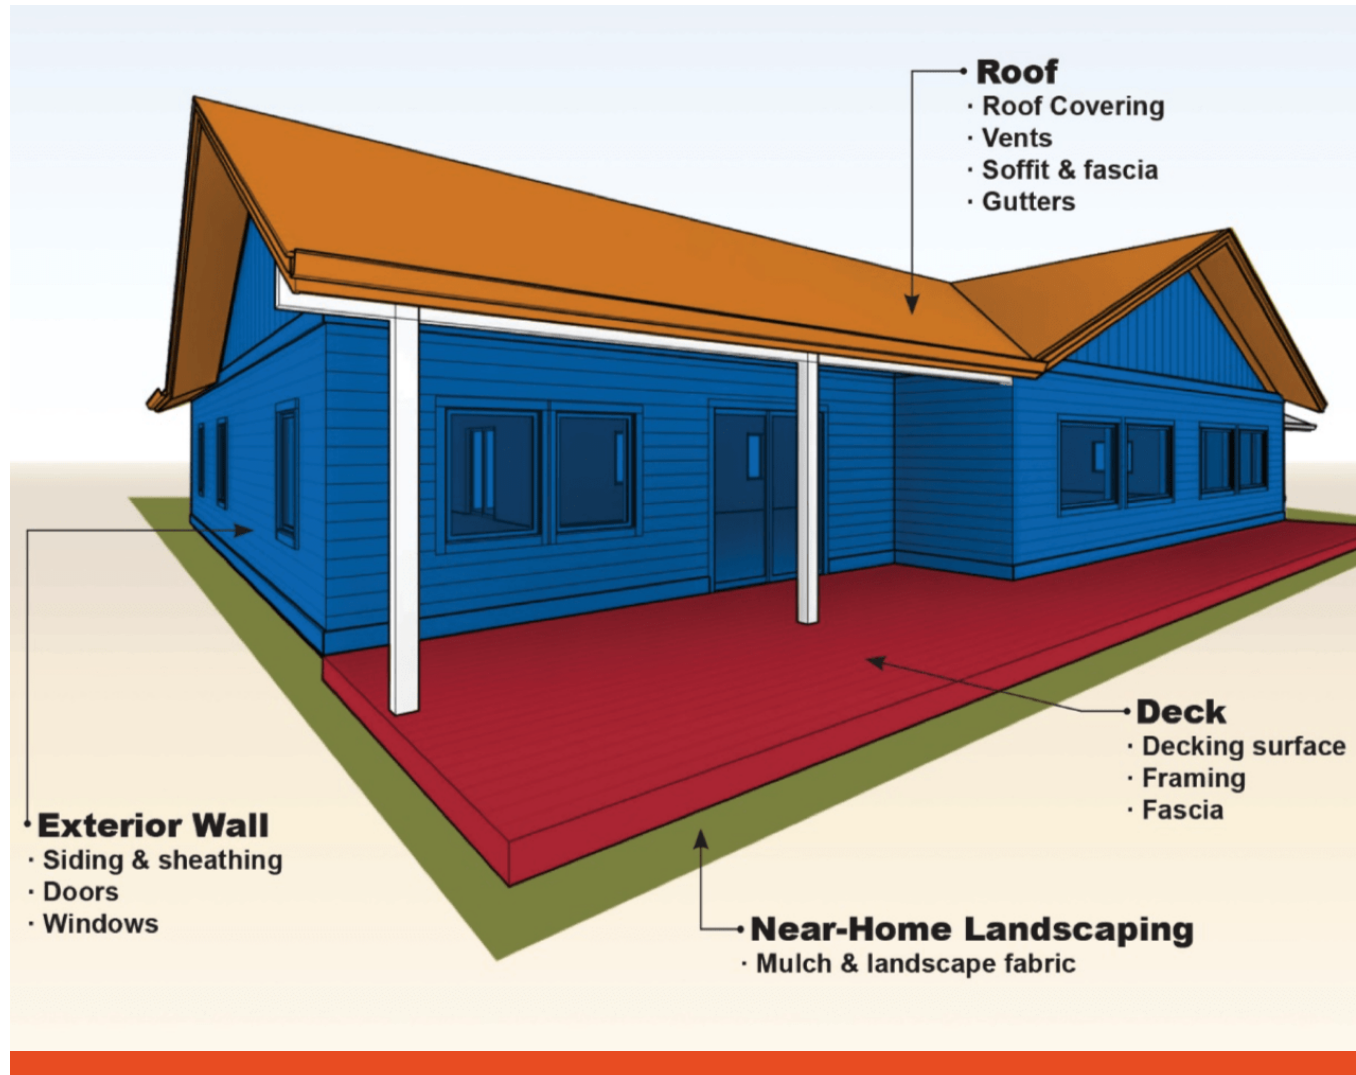 Roof
· Roof Covering
· Vents
· Soffit & fascia
· Gutters
Deck
· Decking surface
· Framing
· Fascia
Exterior Wall
· Siding & sheathing
· Doors
· Windows
Near-Home Landscaping
· Mulch & landscape fabric